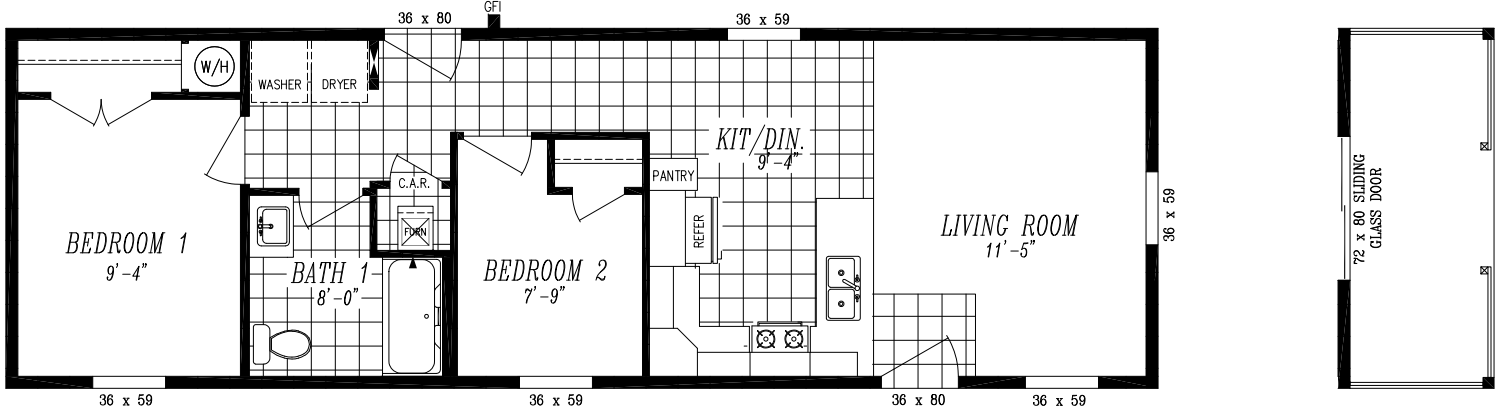 GFI
36 x 80
36 x 59
W/H
WASHER
DRYER
KIT/DIN.
9'-4"
PANTRY
C.A.R.
FURN
REFER
36 x 59
72 x 80 SLIDING
GLASS DOOR
BEDROOM 1
9'-4"
BATH 1
8'-0"
BEDROOM 2
7'-9"
LIVING ROOM
11'-5"
36 x 59
36 x 59
36 x 80
36 x 59